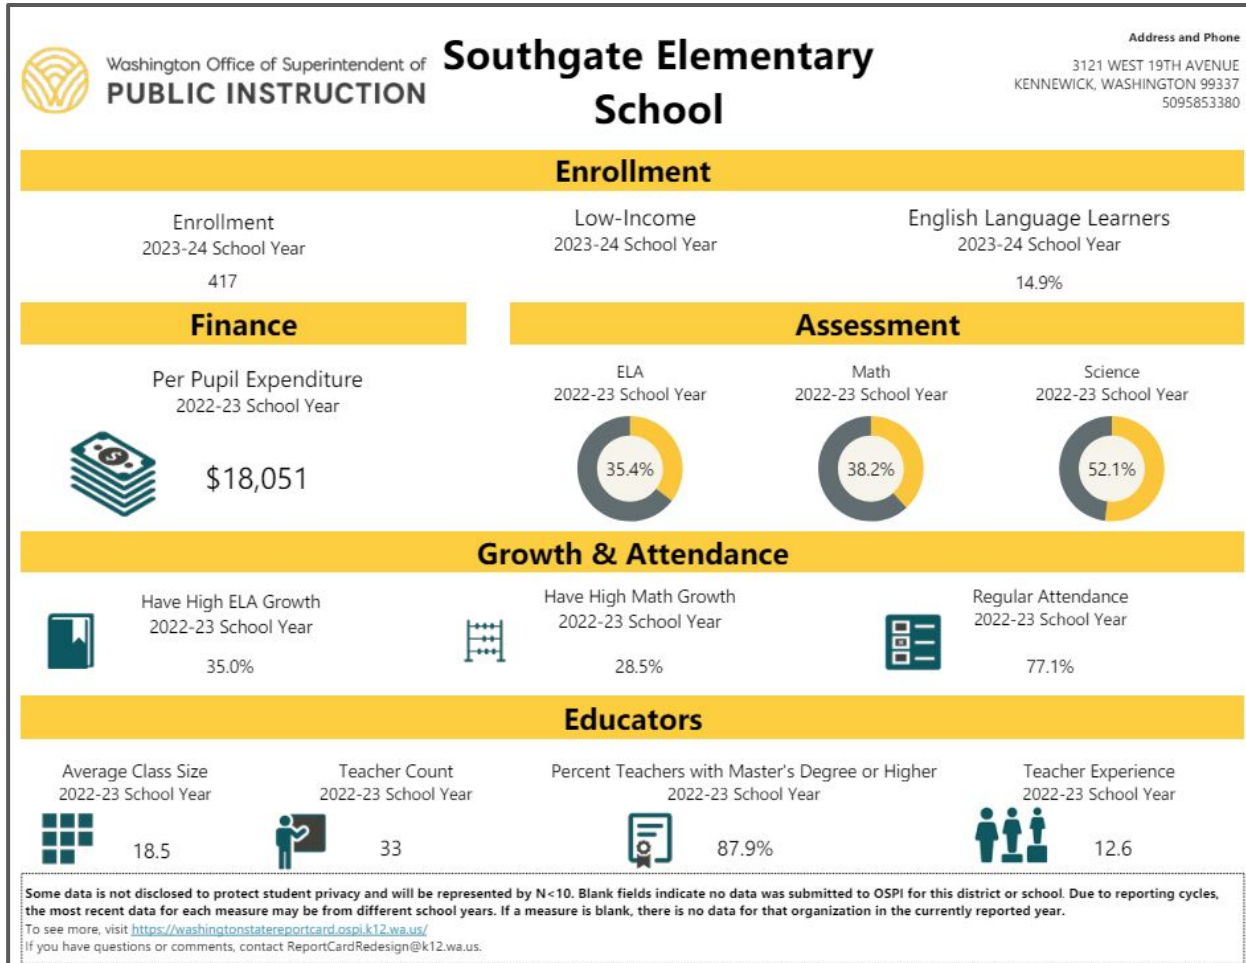 Washington Office of Superintendent of
PUBLIC INSTRUCTION
Southgate Elementary
School
Address and Phone
3121 WEST 19TH AVENUE
KENNEWICK, WASHINGTON 99337
5095853380
Enrollment
Enrollment
2023-24 School Year
417
Low-Income
2023-24 School Year
English Language Learners
2023-24 School Year
14.9%
Finance
Per Pupil Expenditure
2022-23 School Year
$18,051
Assessment
ELA
2022-23 School Year
35.4%
Math
2022-23 School Year
38.2%
Science
2022-23 School Year
52.1%
Growth & Attendance
Have High ELA Growth
2022-23 School Year
35.0%
Have High Math Growth
2022-23 School Year
28.5%
Regular Attendance
2022-23 School Year
77.1%
Educators
Average Class Size
2022-23 School Year
18.5
Teacher Count
2022-23 School Year
33
Percent Teachers with Master's Degree or Higher
2022-23 School Year
87.9%
Teacher Experience
2022-23 School Year
12.6
Some data is not disclosed to protect student privacy and will be represented by N<10. Blank fields indicate no data was submitted to OSPI for this district or school. Due to reporting cycles,
the most recent data for each measure may be from different school years. If a measure is blank, there is no data for that organization in the currently reported year.
To see more, visit https://washingtonstatereportcard.ospi.k12.wa.us/
If you have questions or comments, contact ReportCardRedesign@k12.wa.us.